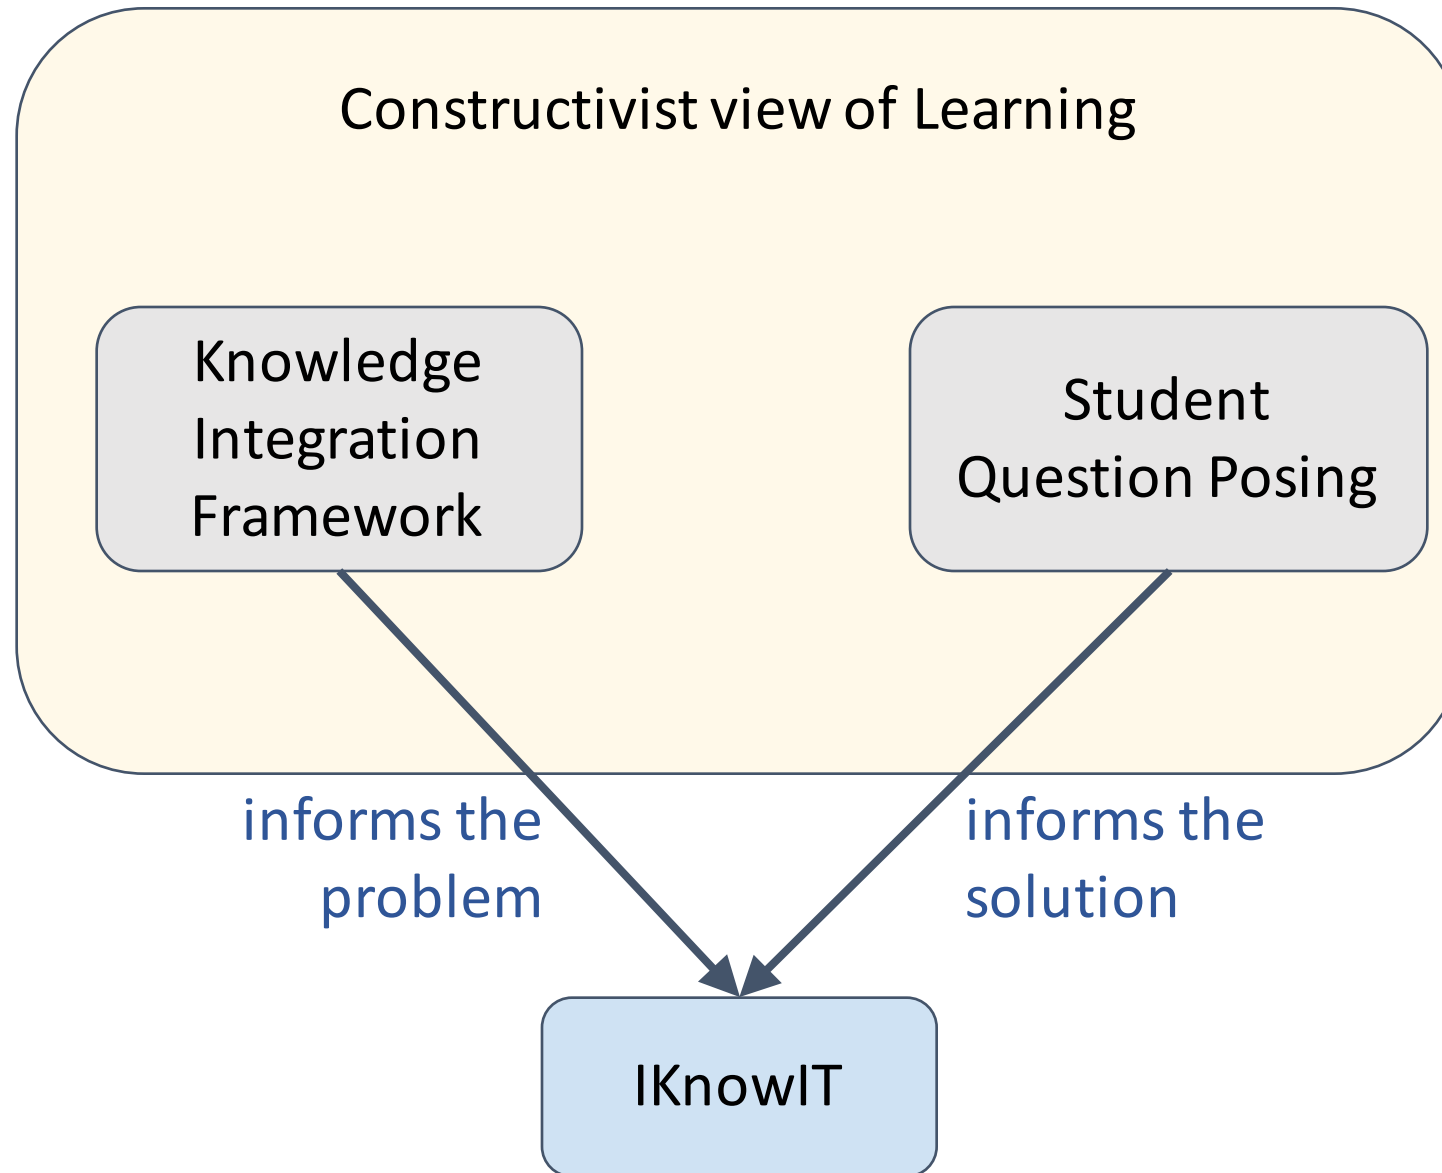 Constructivist view of Learning
Knowledge
Integration
Framework
Student
Question Posing
informs the
problem
informs the
solution
IKnowIT